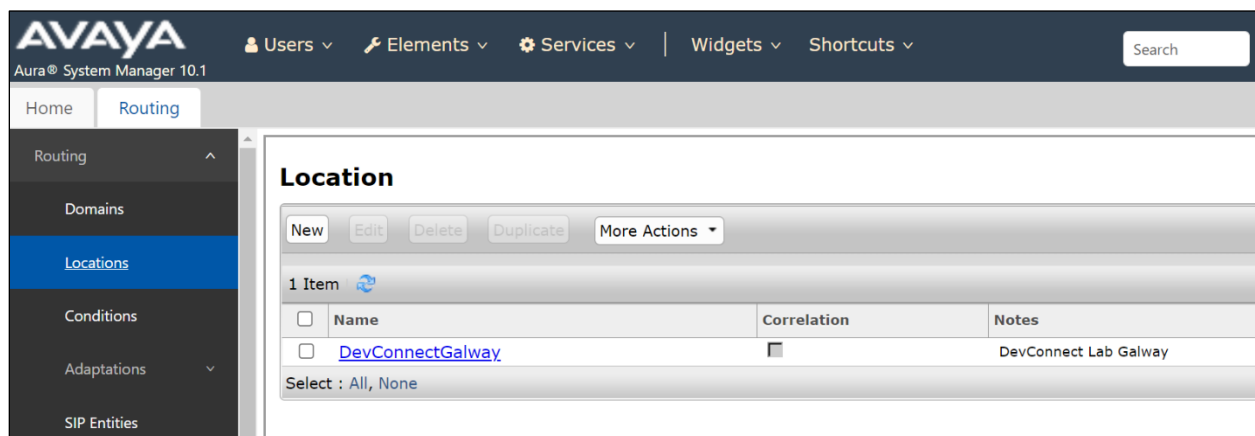 AVAYA
Aura® System Manager 10.1
Users Elements Services | Widgets Shortcuts Search
Home Routing
Routing
Domains
Locations
Conditions
Adaptations
SIP Entities
Location
New Edit Delete Duplicate More Actions
1 Item
Name Correlation Notes
DevConnectGalway DevConnect Lab Galway
Select : All, None